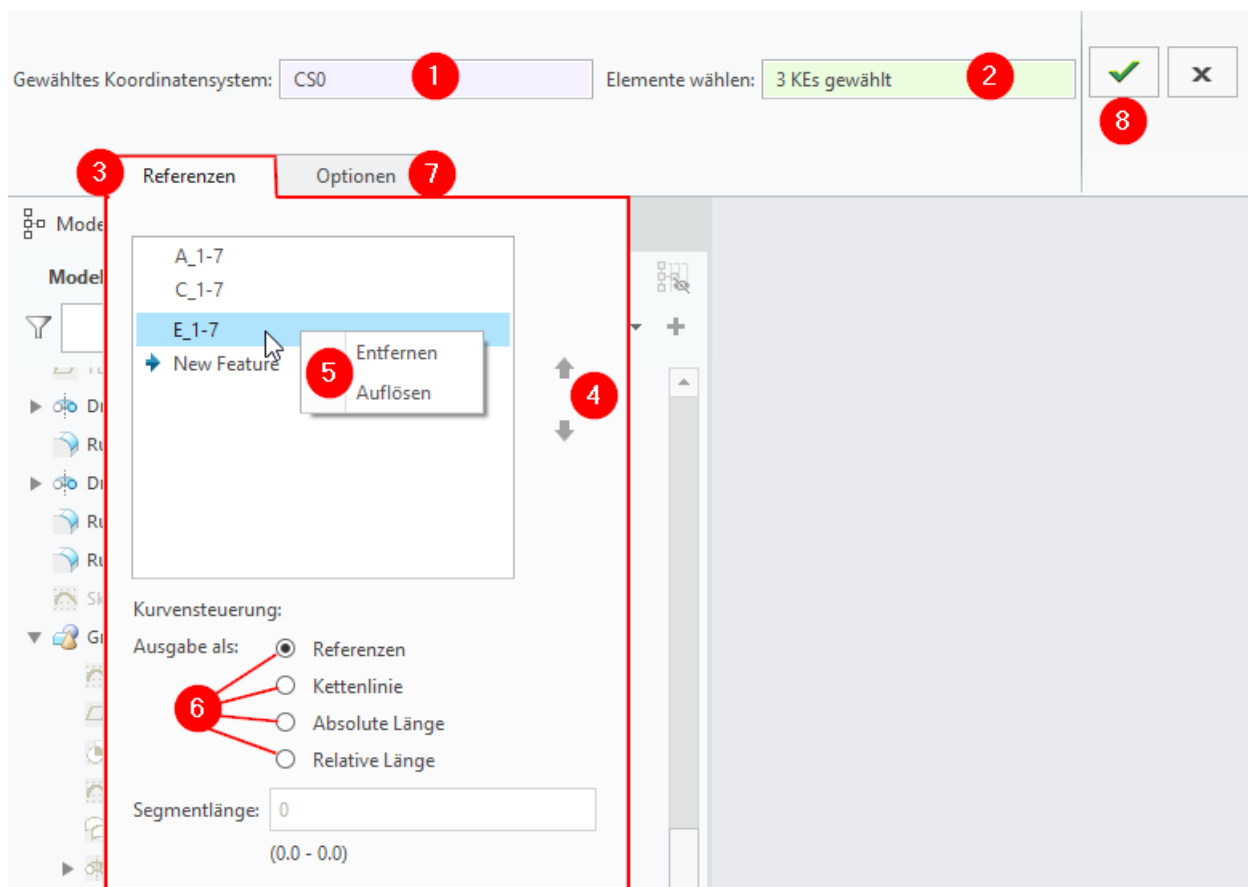 Gewähltes Koordinatensystem: CS0 1 Elemente wählen: 3 KEs gewählt 2
8
3 Referenzen Optionen 7
Mode
A_1-7
Model
C_1-7
E_1-7
New Feature
Entfernen
5
Auflösen
4
Kurvensteuerung:
Ausgabe als: Referenzen
Kettenlinie
6
Absolute Länge
Relative Länge
Segmentlänge: 0
(0.0 - 0.0)